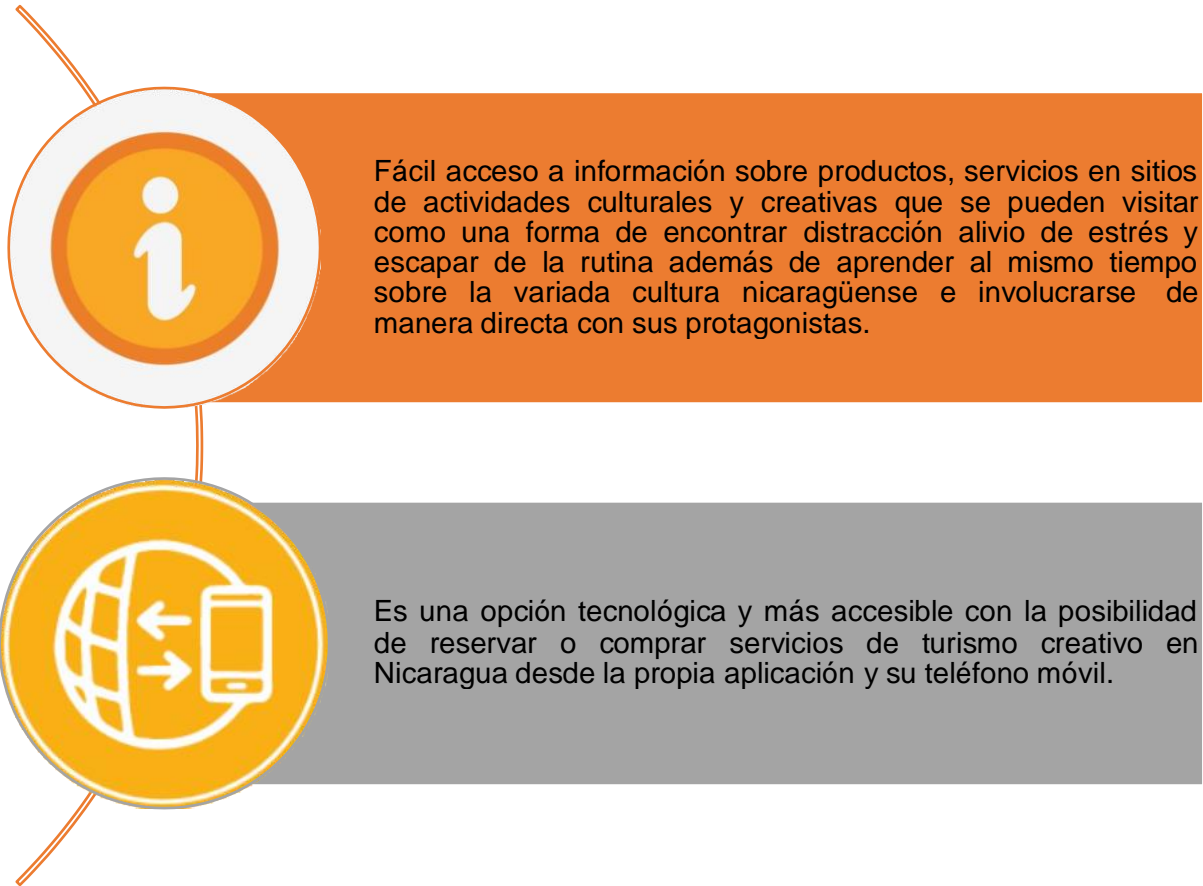 Fácil acceso a información sobre productos, servicios en sitios
de actividades culturales y creativas que se pueden visitar
como una forma de encontrar distracción alivio de estrés y
escapar de la rutina además de aprender al mismo tiempo
sobre la variada cultura nicaragüense e involucrarse de
manera directa con sus protagonistas.
Es una opción tecnológica y más accesible con la posibilidad
de reservar o comprar servicios de turismo creativo en
Nicaragua desde la propia aplicación y su teléfono móvil.